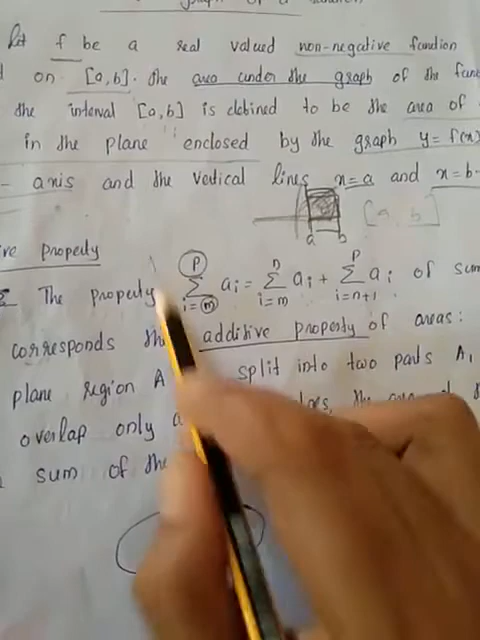 graph of a
Let f be a real valued non-negative function
on [a,b]. the area under the graph of the func
the interval [a,b] is defined to be the area of
in the plane enclosed by the graph y=f(x)
- axis and the vertical lines x=a and x=b-
[a, b]
a b
ive property
The property Σ_{i=m}^{p} a_i = Σ_{i=m}^{n} a_i + Σ_{i=n+1}^{p} a_i of sum
corresponds the additive property of areas:
plane region A split into two parts A,
overlap only
sum of the